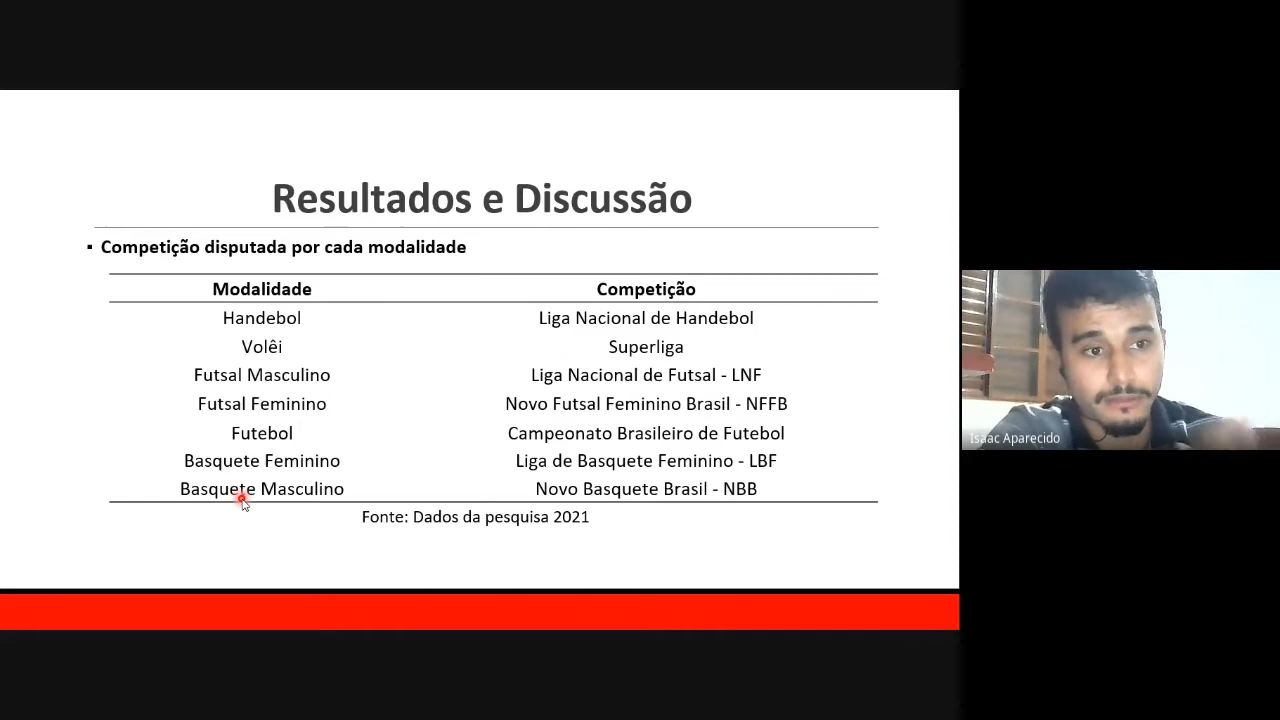 Resultados e Discussão
▪ Competição disputada por cada modalidade
Modalidade Competição
Handebol Liga Nacional de Handebol
Volêi Superliga
Futsal Masculino Liga Nacional de Futsal - LNF
Futsal Feminino Novo Futsal Feminino Brasil - NFFB
Futebol Campeonato Brasileiro de Futebol
Basquete Feminino Liga de Basquete Feminino - LBF
Basquete Masculino Novo Basquete Brasil - NBB
Fonte: Dados da pesquisa 2021
Isaac Aparecido